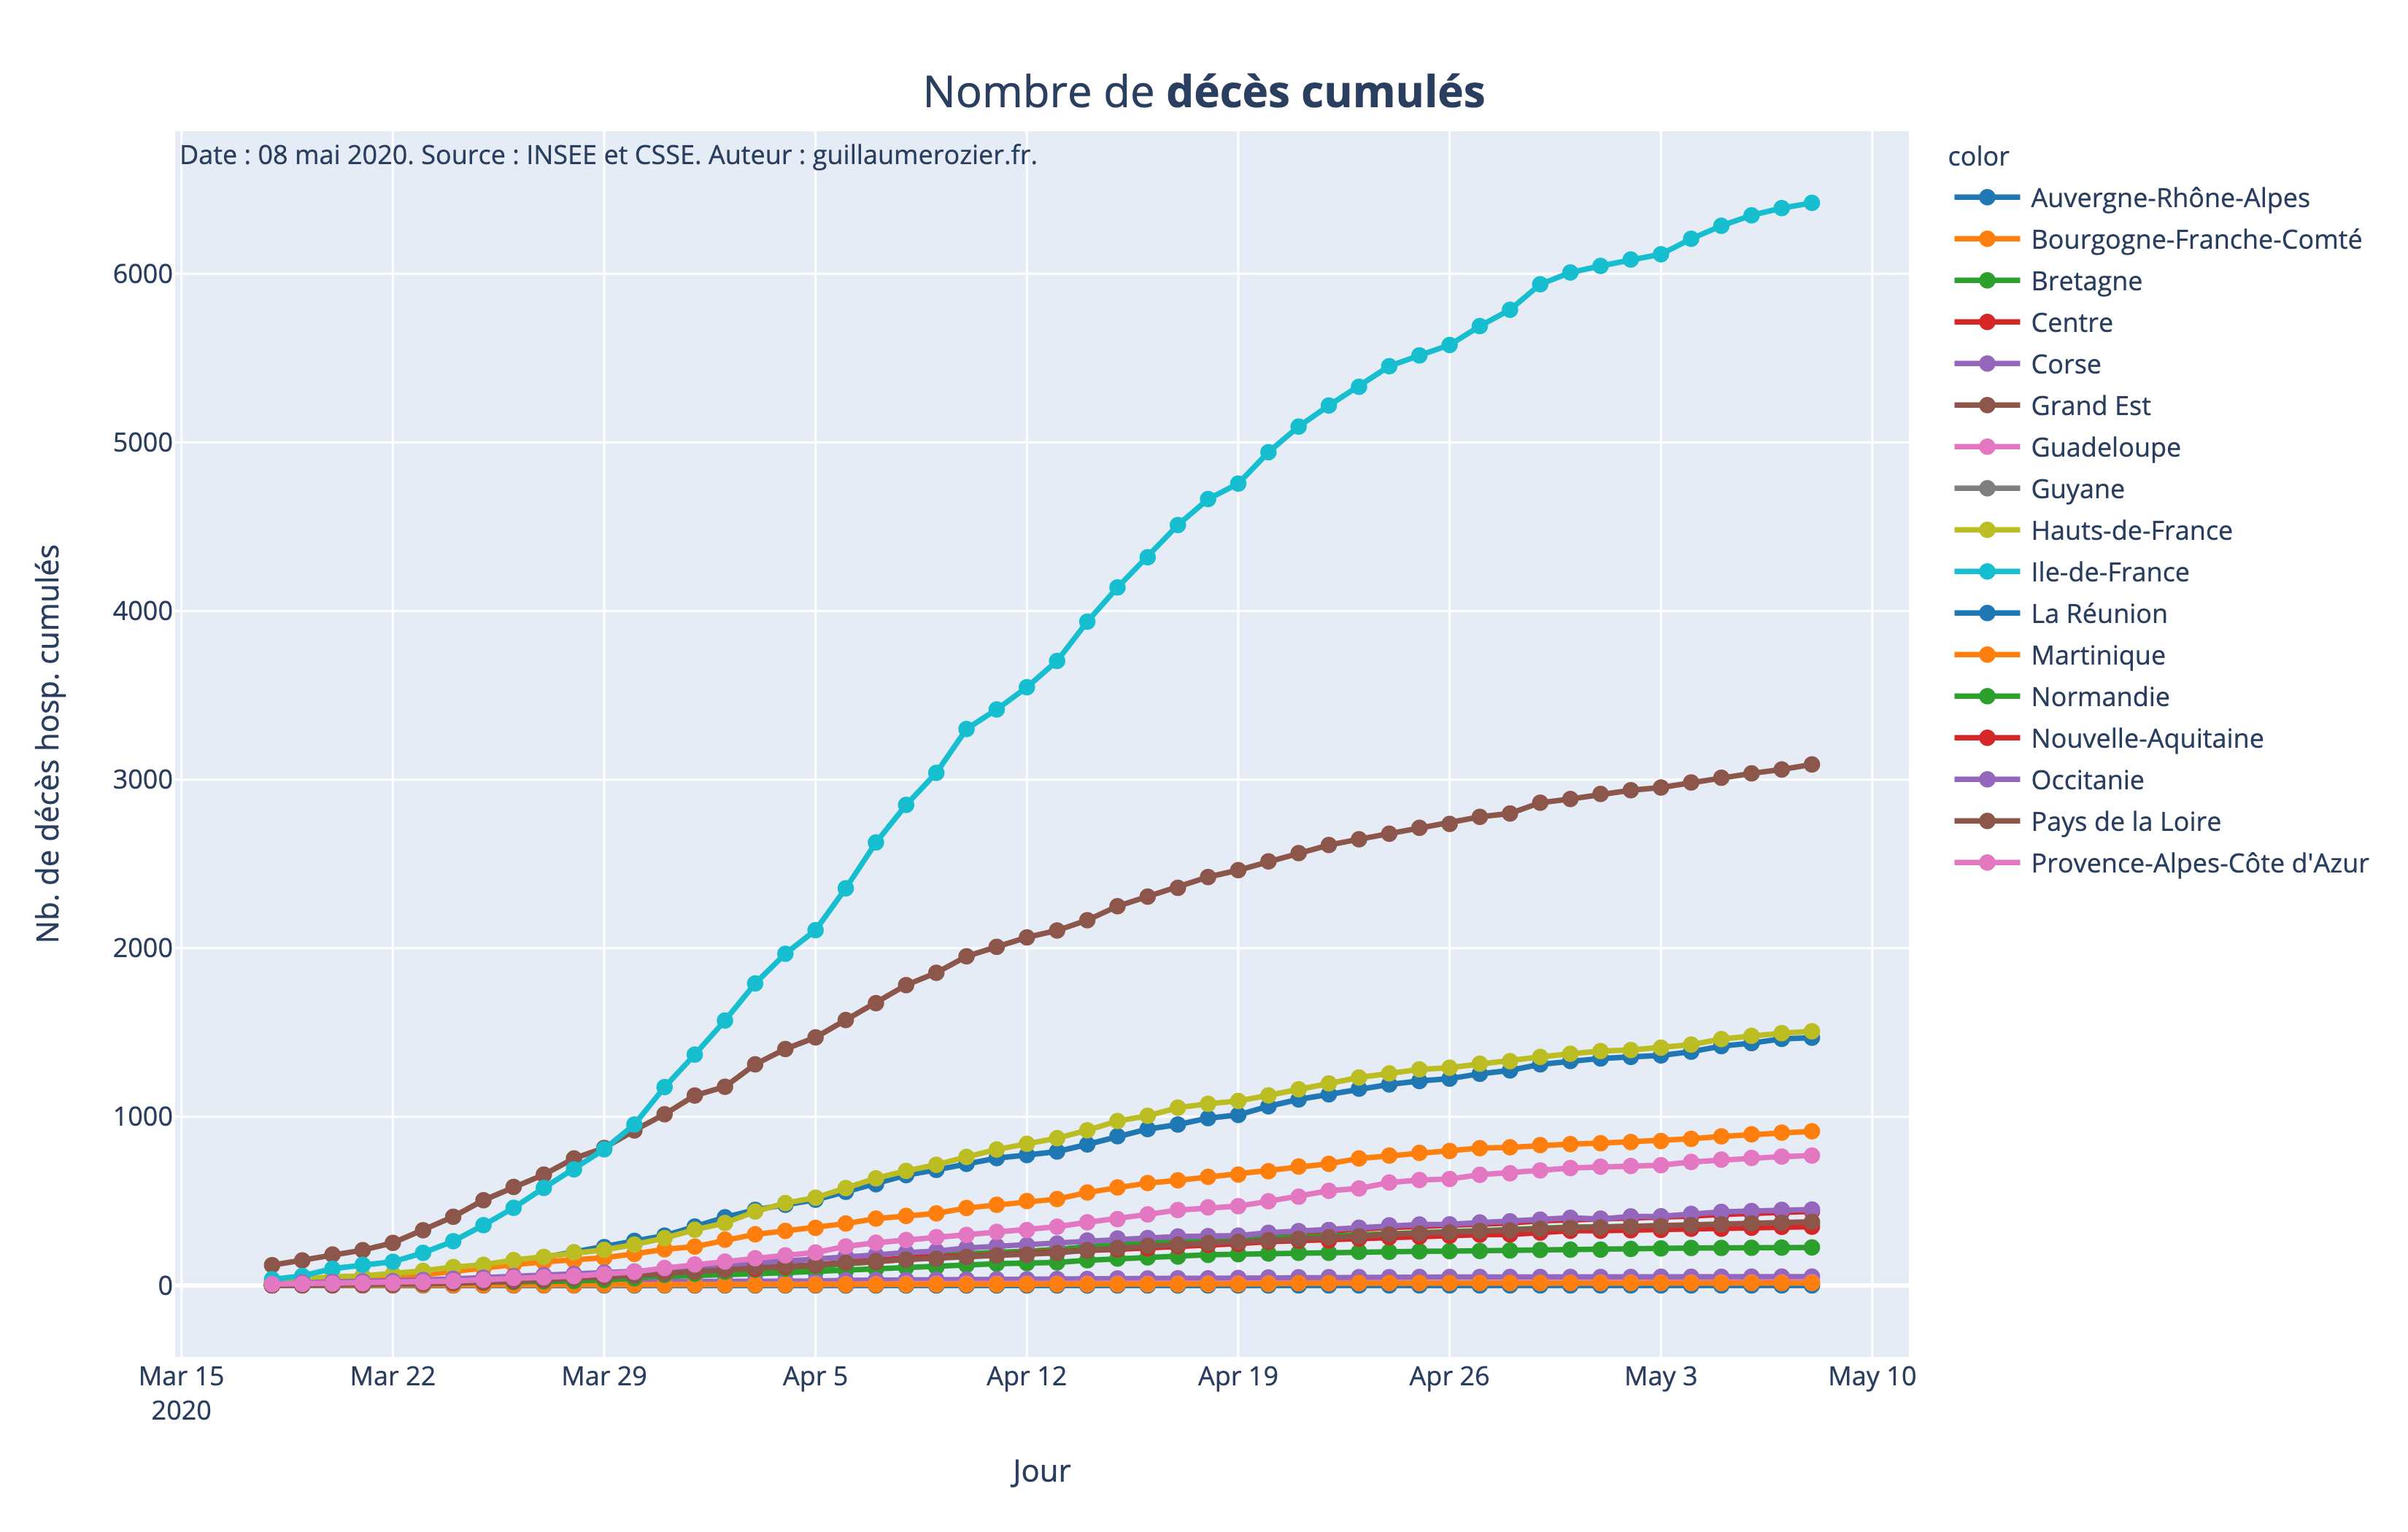 Nombre de décès cumulés
Date : 08 mai 2020. Source : INSEE et CSSE. Auteur : guillaumerozier.fr.
color
Auvergne-Rhône-Alpes
Bourgogne-Franche-Comté
Bretagne
Centre
Corse
Grand Est
Guadeloupe
Guyane
Hauts-de-France
Ile-de-France
La Réunion
Martinique
Normandie
Nouvelle-Aquitaine
Occitanie
Pays de la Loire
Provence-Alpes-Côte d'Azur
Nb. de décès hosp. cumulés
6000
5000
4000
3000
2000
1000
0
Mar 15 Mar 22 Mar 29 Apr 5 Apr 12 Apr 19 Apr 26 May 3 May 10
2020
Jour